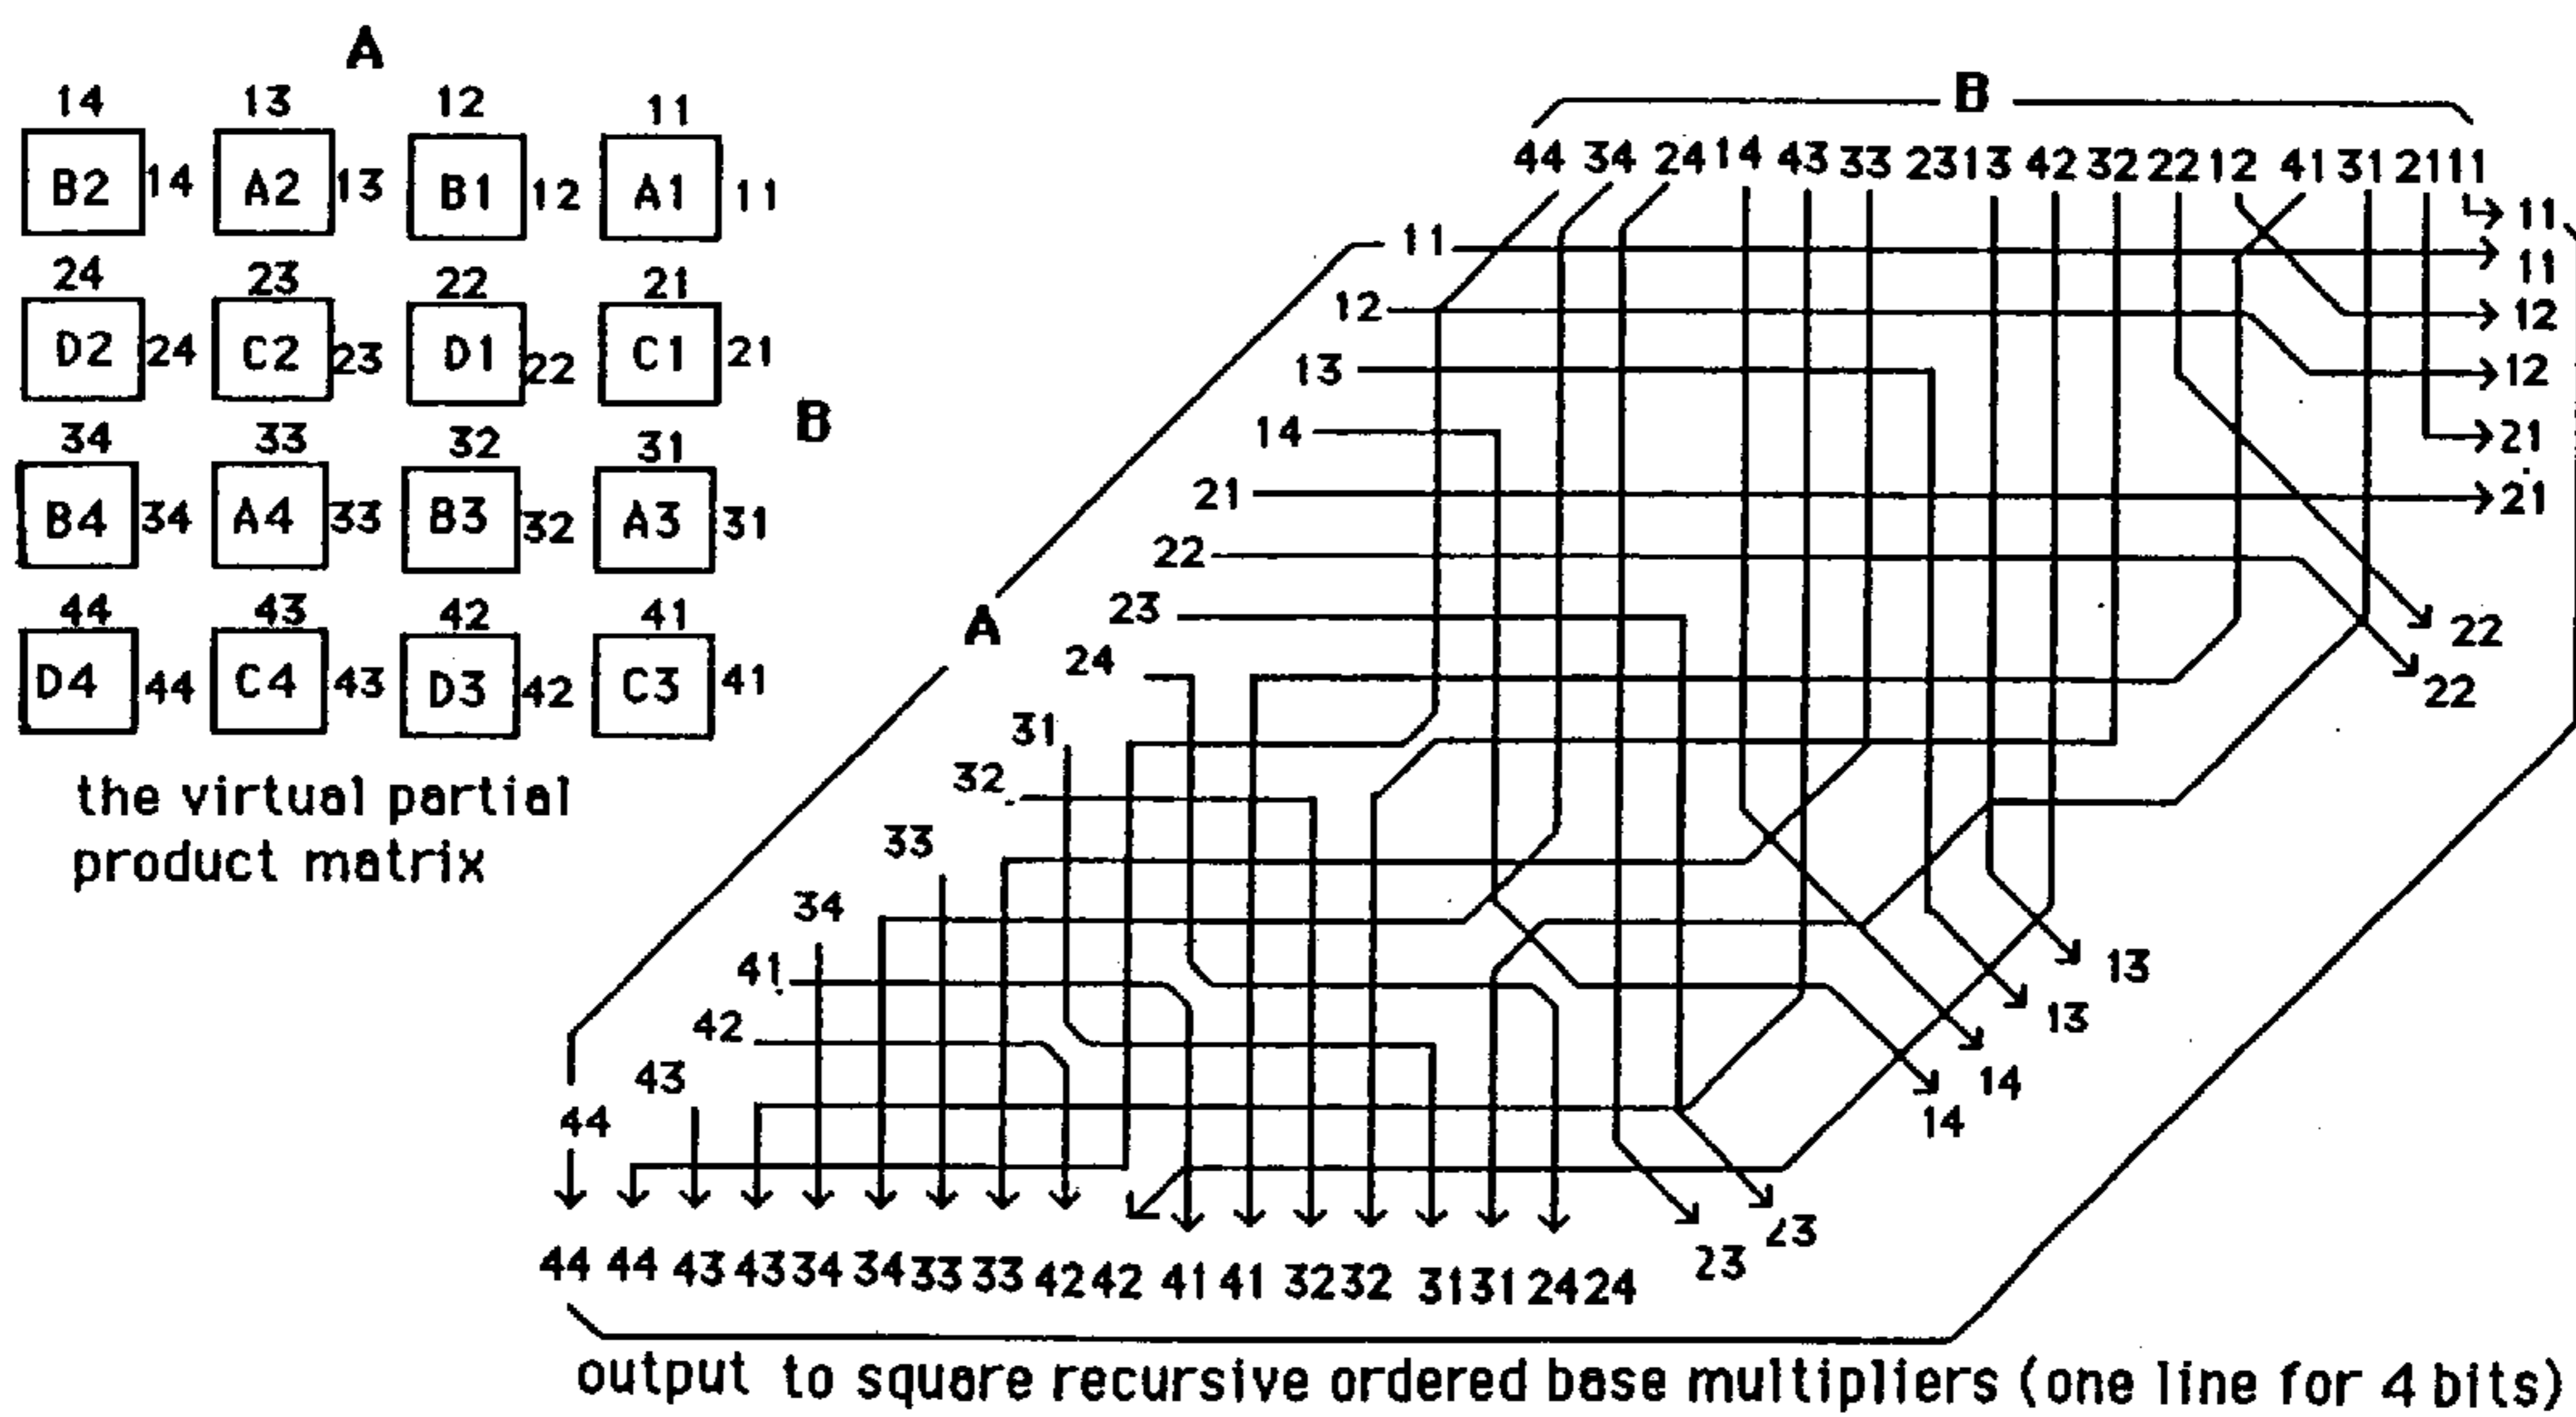 A
14 13 12 11
B2 14 A2 13 B1 12 A1 11
24 23 22 21
D2 24 C2 23 D1 22 C1 21
B
34 33 32 31
B4 34 A4 33 B3 32 A3 31
44 43 42 41
D4 44 C4 43 D3 42 C3 41
the virtual partial
product matrix
B
44 34 24 14 43 33 23 13 42 32 22 12 41 31 21 11
11
11
11
12
12
13
12
14
21
21
21
22
23
22
A
24
22
31
32
33
34
41
13
42
13
43
14
44
14
23
23
44 44 43 43 34 34 33 33 42 42 41 41 32 32 31 31 24 24
output to square recursive ordered base multipliers (one line for 4 bits)